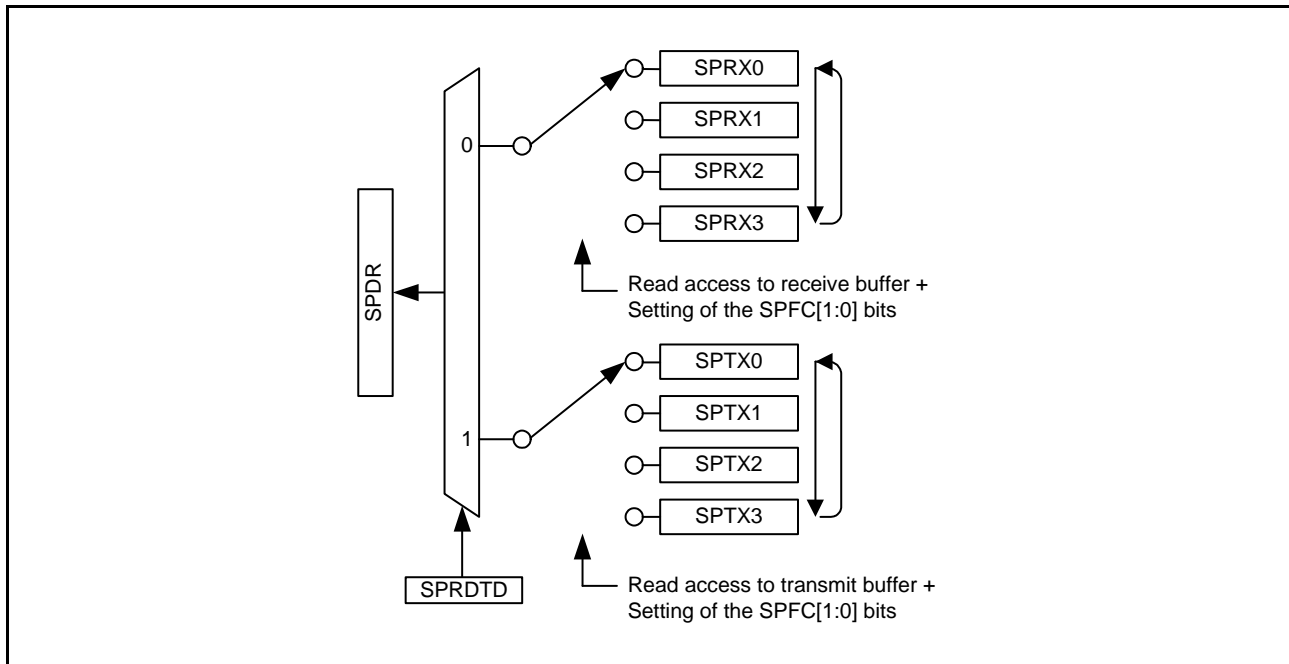 SPRX0
SPRX1
0
SPRX2
SPRX3
SPDR
Read access to receive buffer +
Setting of the SPFC[1:0] bits
SPTX0
SPTX1
1
SPTX2
SPTX3
SPRDTD
Read access to transmit buffer +
Setting of the SPFC[1:0] bits